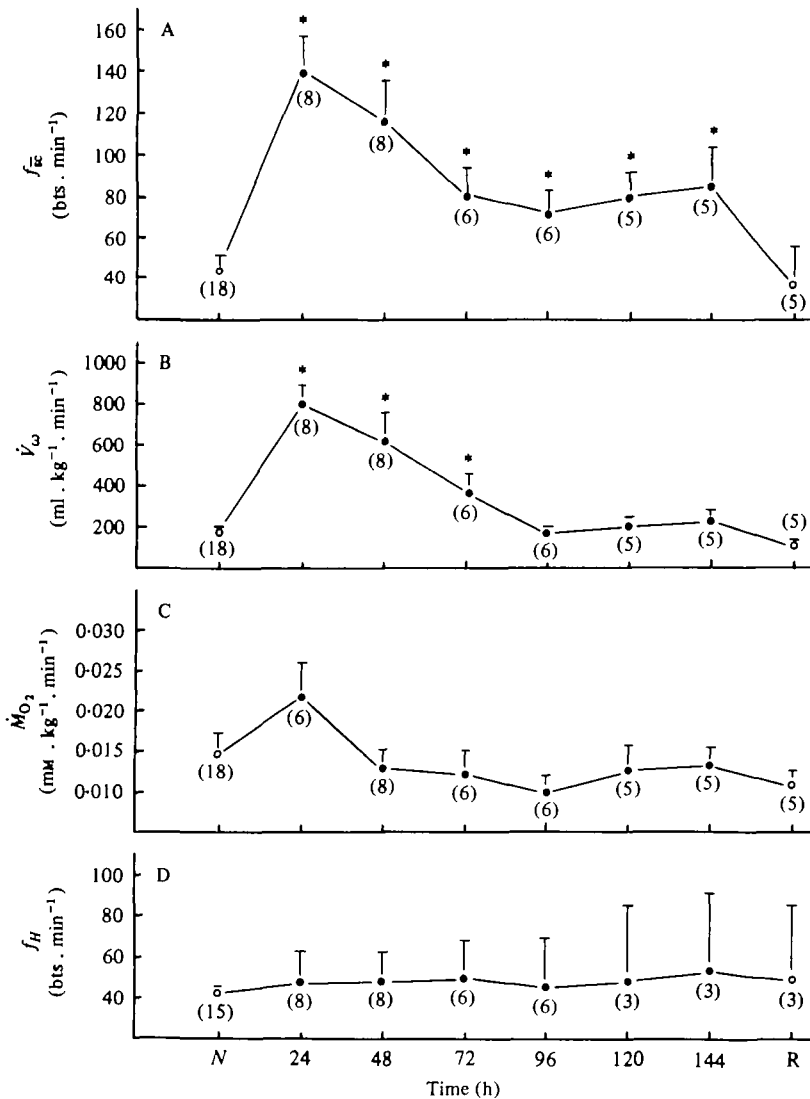 A
160
140
120
100
80
60
40
f sc
(bts . min⁻¹)
* * * * * *
(18) (8) (8) (6) (6) (5) (5) (5)
B
1000
800
600
400
200
V̇ω
(ml . kg⁻¹ . min⁻¹)
* * *
(18) (8) (8) (6) (6) (5) (5) (5)
C
0·030
0·025
0·020
0·015
0·010
ṀO₂
(mM . kg⁻¹ . min⁻¹)
(18) (6) (8) (6) (6) (5) (5) (5)
D
100
80
60
40
fH
(bts . min⁻¹)
(15) (8) (8) (6) (6) (3) (3) (3)
N 24 48 72 96 120 144 R
Time (h)